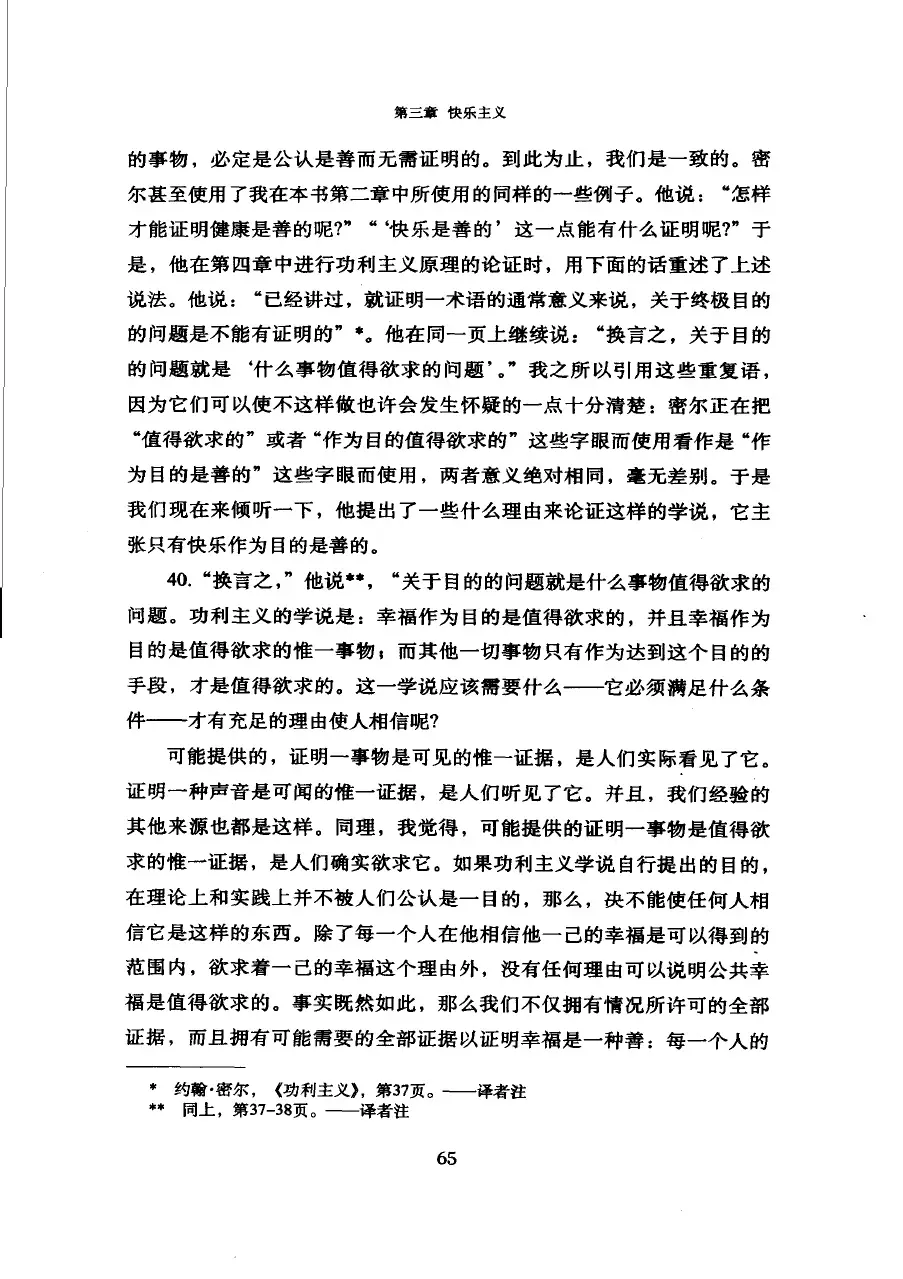 第三章 快乐主义
的事物，必定是公认是善而无需证明的。到此为止，我们是一致的。密
尔甚至使用了我在本书第二章中所使用的同样的一些例子。他说：“怎样
才能证明健康是善的呢?”“‘快乐是善的’这一点能有什么证明呢?”于
是，他在第四章中进行功利主义原理的论证时，用下面的话重述了上述
说法。他说：“已经讲过，就证明一术语的通常意义来说，关于终极目的
的问题是不能有证明的”*。他在同一页上继续说：“换言之，关于目的
的问题就是‘什么事物值得欲求的问题’。”我之所以引用这些重复语，
因为它们可以使不这样做也许会发生怀疑的一点十分清楚：密尔正在把
“值得欲求的”或者“作为目的值得欲求的”这些字眼而使用看作是“作
为目的是善的”这些字眼而使用，两者意义绝对相同，毫无差别。于是
我们现在来倾听一下，他提出了一些什么理由来论证这样的学说，它主
张只有快乐作为目的是善的。
40.“换言之，”他说**，“关于目的的问题就是什么事物值得欲求的
问题。功利主义的学说是：幸福作为目的是值得欲求的，并且幸福作为
目的是值得欲求的惟一事物；而其他一切事物只有作为达到这个目的的
手段，才是值得欲求的。这一学说应该需要什么——它必须满足什么条
件——才有充足的理由使人相信呢?
可能提供的，证明一事物是可见的惟一证据，是人们实际看见了它。
证明一种声音是可闻的惟一证据，是人们听见了它。并且，我们经验的
其他来源也都是这样。同理，我觉得，可能提供的证明一事物是值得欲
求的惟一证据，是人们确实欲求它。如果功利主义学说自行提出的目的，
在理论上和实践上并不被人们公认是一目的，那么，决不能使任何人相
信它是这样的东西。除了每一个人在他相信他一己的幸福是可以得到的
范围内，欲求着一己的幸福这个理由外，没有任何理由可以说明公共幸
福是值得欲求的。事实既然如此，那么我们不仅拥有情况所许可的全部
证据，而且拥有可能需要的全部证据以证明幸福是一种善：每一个人的
* 约翰·密尔，《功利主义》，第37页。——译者注
** 同上，第37-38页。——译者注
65